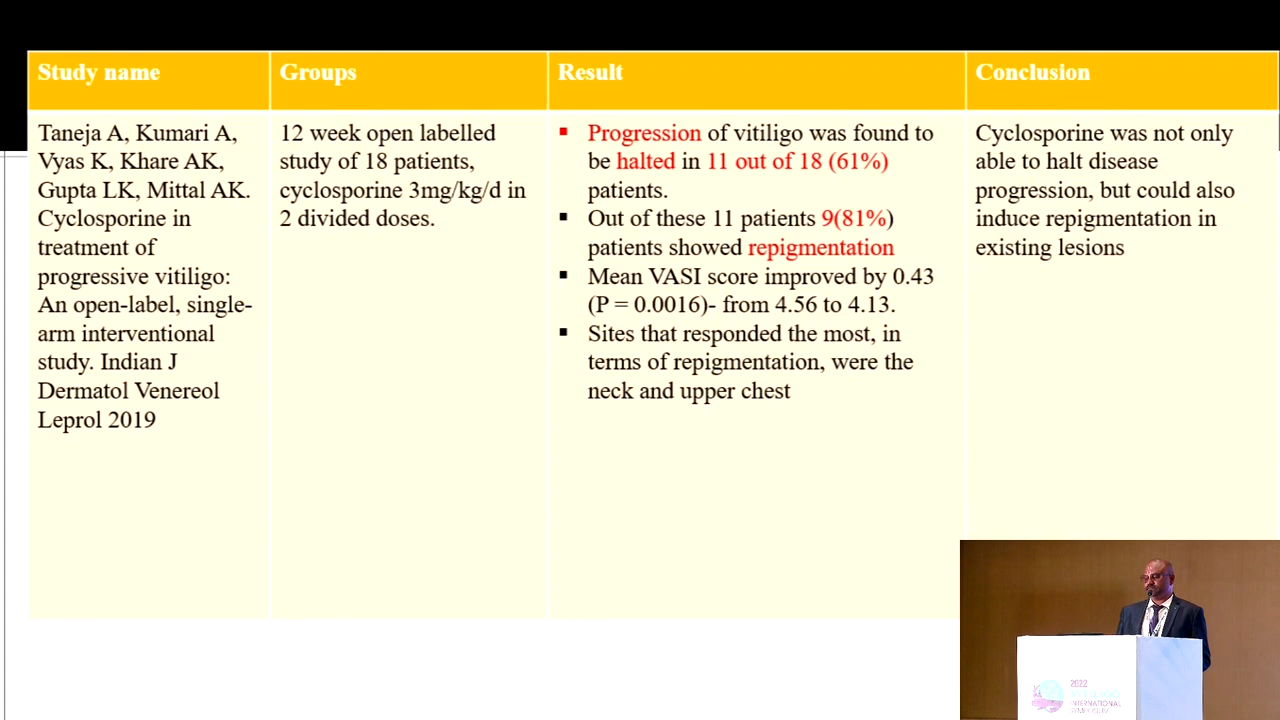 Study name
Groups
Result
Conclusion
Taneja A, Kumari A,
Vyas K, Khare AK,
Gupta LK, Mittal AK.
Cyclosporine in
treatment of
progressive vitiligo:
An open-label, single-
arm interventional
study. Indian J
Dermatol Venereol
Leprol 2019
12 week open labelled
study of 18 patients,
cyclosporine 3mg/kg/d in
2 divided doses.
▪ Progression of vitiligo was found to
be halted in 11 out of 18 (61%)
patients.
▪ Out of these 11 patients 9(81%)
patients showed repigmentation
▪ Mean VASI score improved by 0.43
(P = 0.0016)- from 4.56 to 4.13.
▪ Sites that responded the most, in
terms of repigmentation, were the
neck and upper chest
Cyclosporine was not only
able to halt disease
progression, but could also
induce repigmentation in
existing lesions
2022
VITILIGO
INTERNATIONAL
SYMPOSIUM